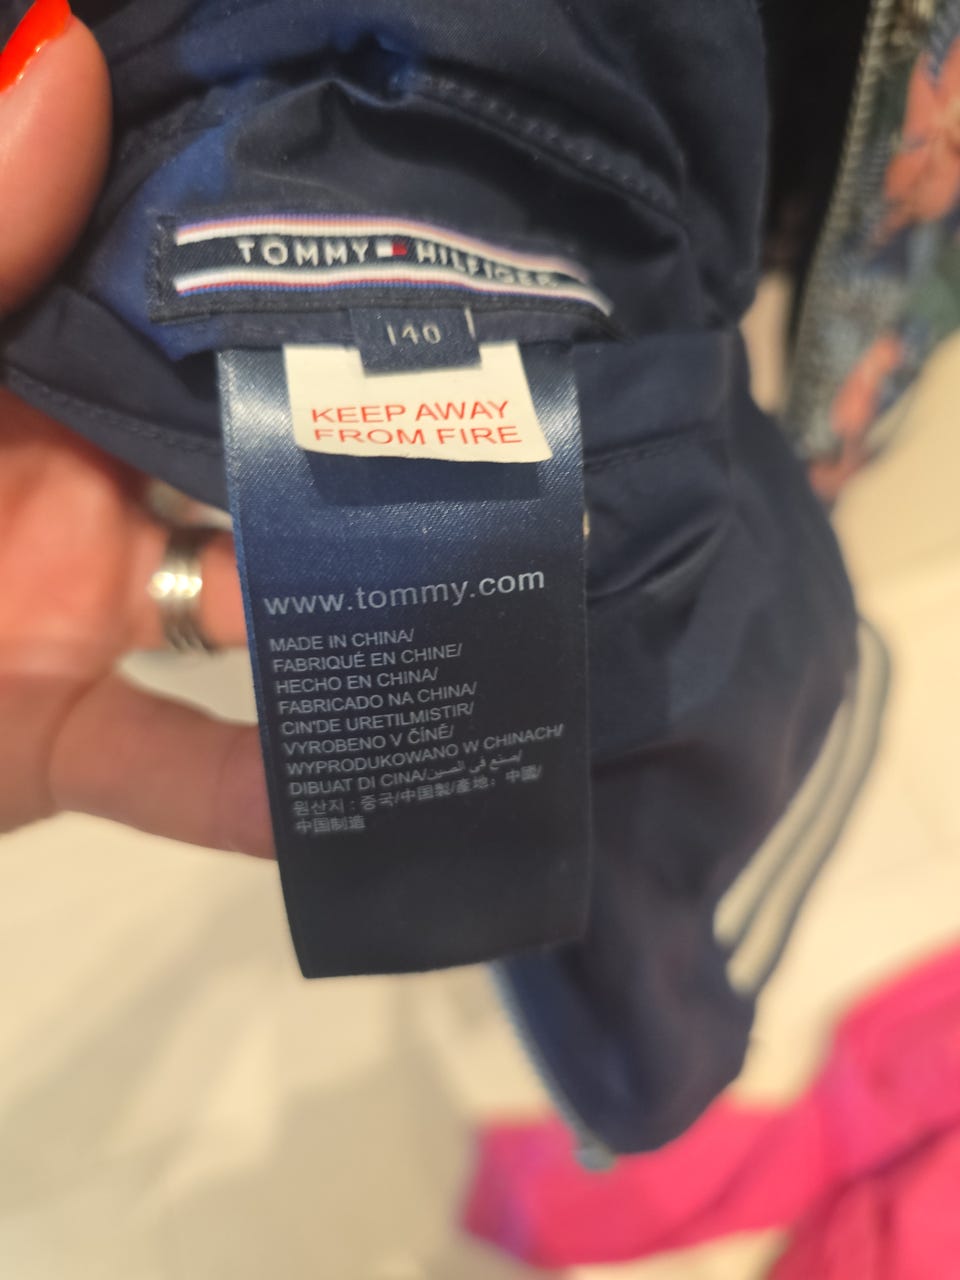 TOMMY HILFIGER
140
KEEP AWAY
FROM FIRE
www.tommy.com
MADE IN CHINA/
FABRIQUÉ EN CHINE/
HECHO EN CHINA/
FABRICADO NA CHINA/
CIN'DE URETILMISTIR/
VYROBENO V ČÍNĚ/
WYPRODUKOWANO W CHINACH/
DIBUAT DI CINA/صنع في الصين/
원산지 : 중국/中国製/產地：中國/
中国制造